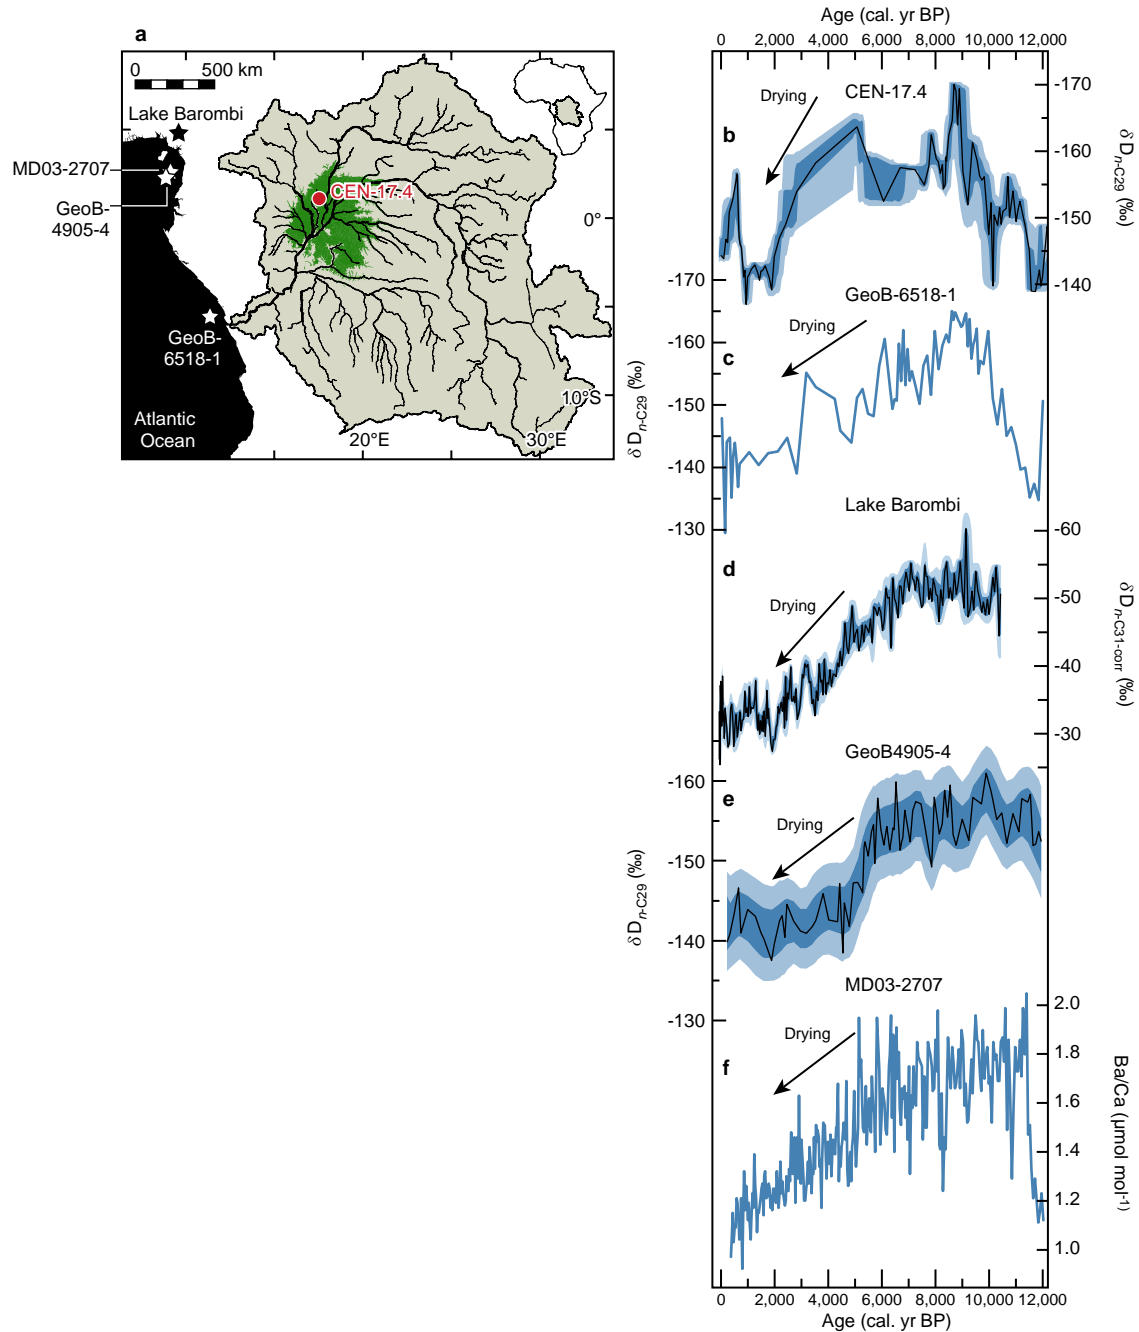 a
0 500 km
Lake Barombi
MD03-2707
GeoB-
4905-4
CEN-17.4
0°
GeoB-
6518-1
10°S
Atlantic
Ocean
20°E
30°E
Age (cal. yr BP)
0 2,000 4,000 6,000 8,000 10,000 12,000
b
Drying
CEN-17.4
-170
-160
-150
-140
δDn-C29 (‰)
c
Drying
GeoB-6518-1
-170
-160
-150
-140
-130
δDn-C29 (‰)
d
Drying
Lake Barombi
-60
-50
-40
-30
δDn-C31-corr (‰)
e
Drying
GeoB4905-4
-160
-150
-140
-130
δDn-C29 (‰)
f
Drying
MD03-2707
2.0
1.8
1.6
1.4
1.2
1.0
Ba/Ca (μmol mol-1)
0 2,000 4,000 6,000 8,000 10,000 12,000
Age (cal. yr BP)